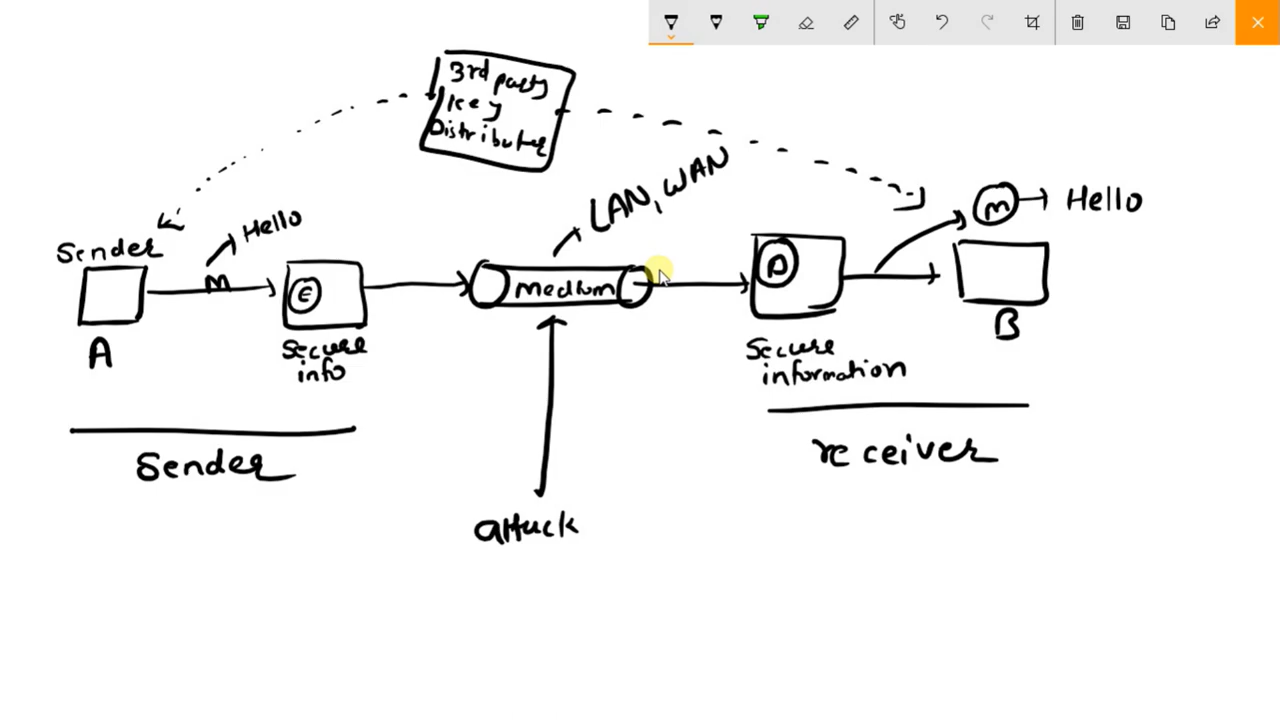 3rd party
Key
Distributer
LAN, WAN
Hello
m
Hello
Sender
M
E
medium
D
A
Secure
info
Secure
information
B
Sender
receiver
attack